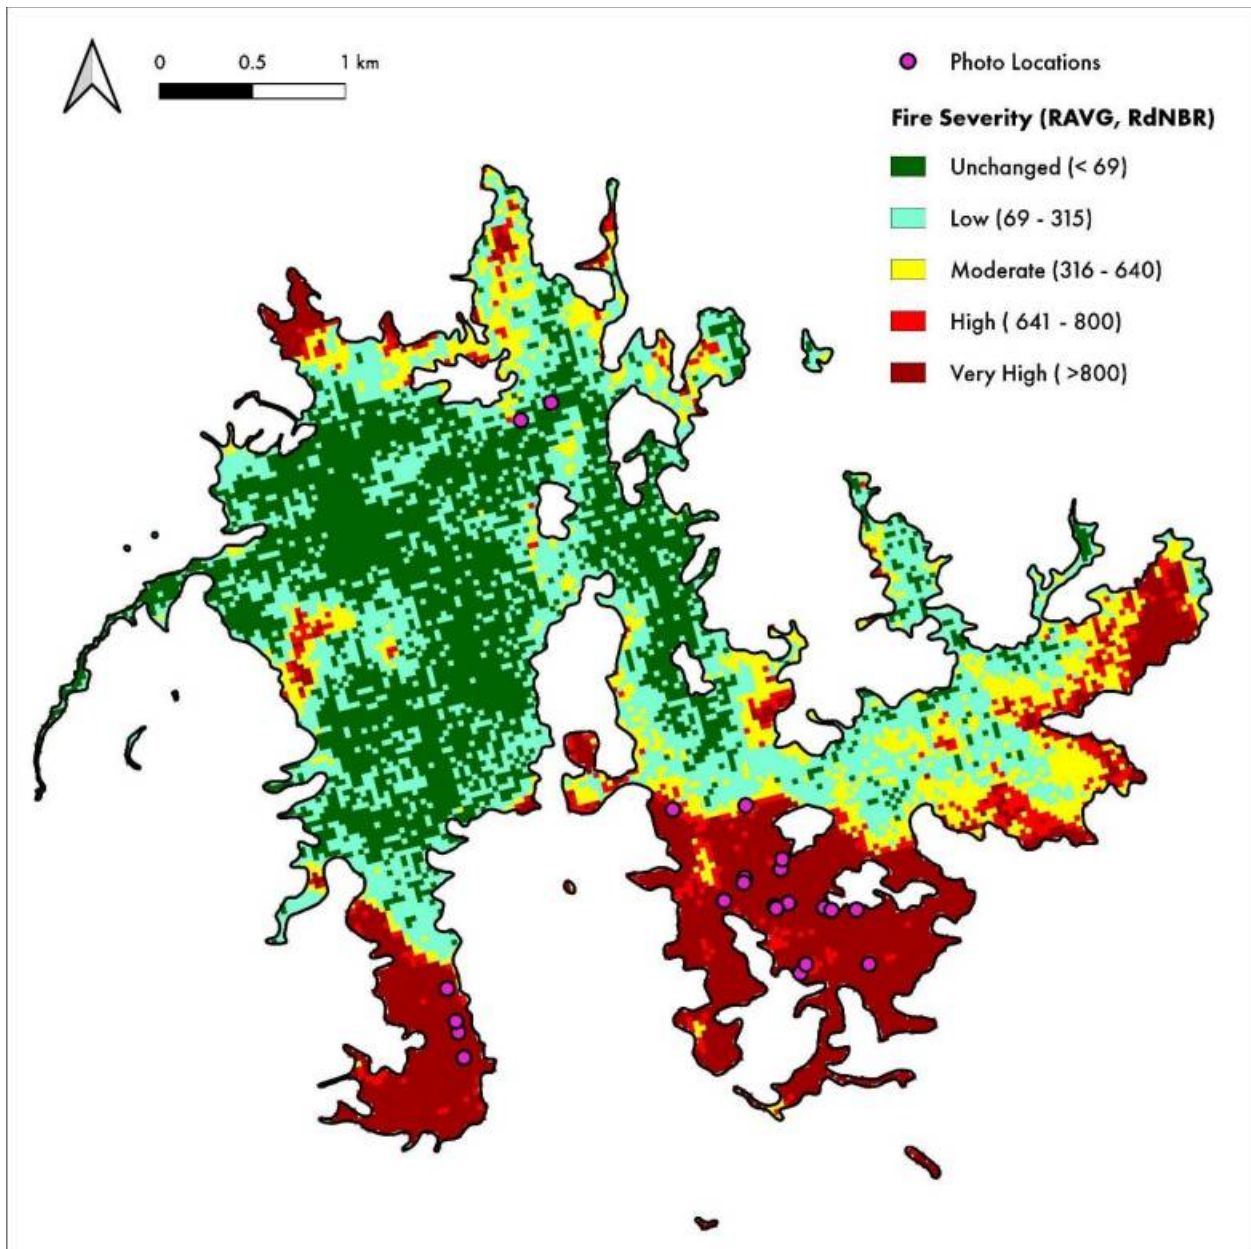 0 0.5 1 km
Photo Locations
Fire Severity (RAVG, RdNBR)
Unchanged (< 69)
Low (69 - 315)
Moderate (316 - 640)
High ( 641 - 800)
Very High ( >800)